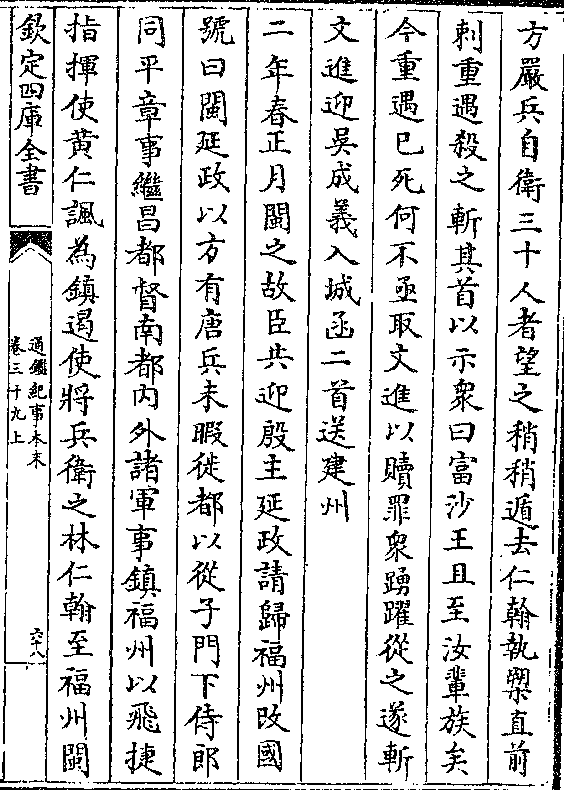 方嚴兵自衛三十人者望之稍稍遁去仁翰執槊直前
刺重遇殺之斬其首以示衆曰富沙王且至汝輩族矣
今重遇已死何不亟取文進以贖罪衆踴躍從之遂斬
文進迎吳成義入城函二首送建州
二年春正月閩之故臣共迎殷主延政請歸福州改國
號曰閩延政以方有唐兵未暇徙都以從子門下侍郎
同平章事繼昌都督南都内外諸軍事鎮福州以飛捷
指揮使黄仁諷為鎮遏使將兵衛之林仁翰至福州閩
欽定四庫全書
通鑑紀事本末
卷三十九上
六十八